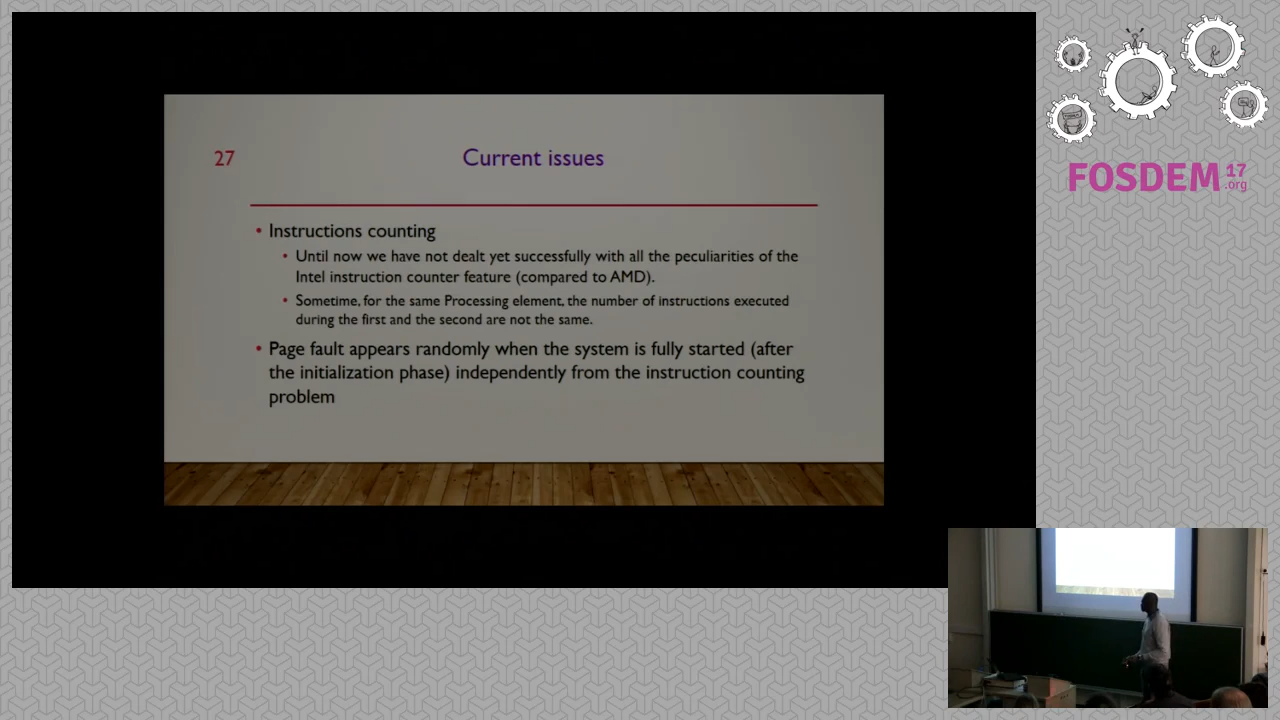 27
Current issues
• Instructions counting
• Until now we have not dealt yet successfully with all the peculiarities of the
Intel instruction counter feature (compared to AMD).
• Sometime, for the same Processing element, the number of instructions executed
during the first and the second are not the same.
• Page fault appears randomly when the system is fully started (after
the initialization phase) independently from the instruction counting
problem
FOSDEM 17
.org